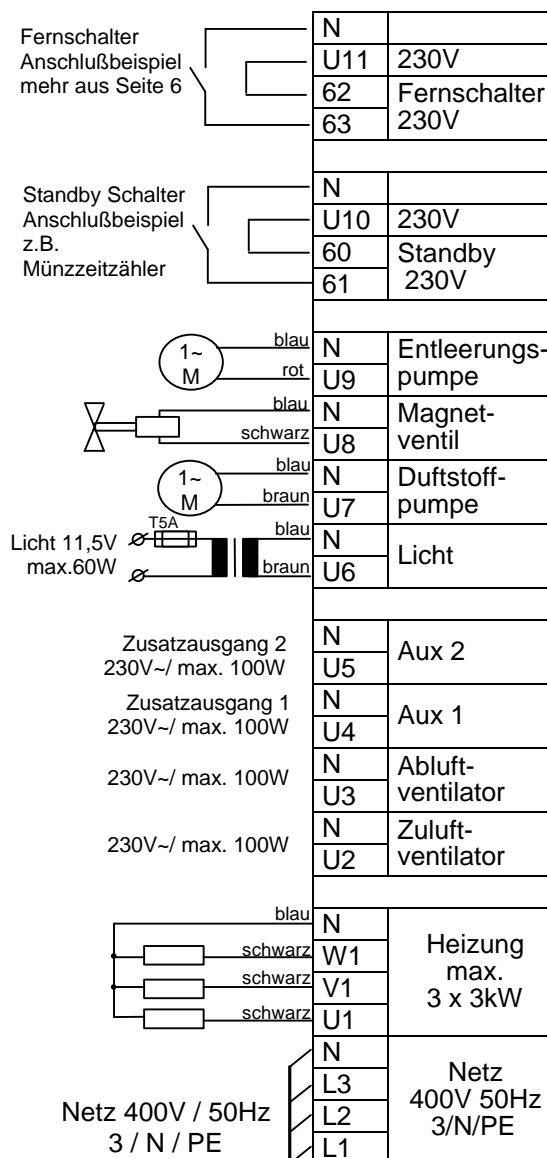 Fernschalter
Anschlußbeispiel
mehr aus Seite 6
N
U11 230V
62 Fernschalter
63 230V
Standby Schalter
Anschlußbeispiel
z.B.
Münzzeitzähler
N
U10 230V
60 Standby
61 230V
1~
M
blau N Entleerungs-
rot U9 pumpe
blau N Magnet-
schwarz U8 ventil
1~
M
blau N Duftstoff-
braun U7 pumpe
Licht 11,5V
max.60W
T5A
blau N Licht
braun U6
Zusatzausgang 2
230V~/ max. 100W
N Aux 2
U5
Zusatzausgang 1
230V~/ max. 100W
N Aux 1
U4
230V~/ max. 100W
N Abluft-
U3 ventilator
230V~/ max. 100W
N Zuluft-
U2 ventilator
blau N
schwarz W1
schwarz V1
schwarz U1
Heizung
max.
3 x 3kW
Netz 400V / 50Hz
3 / N / PE
N
L3
L2
L1
Netz
400V 50Hz
3/N/PE